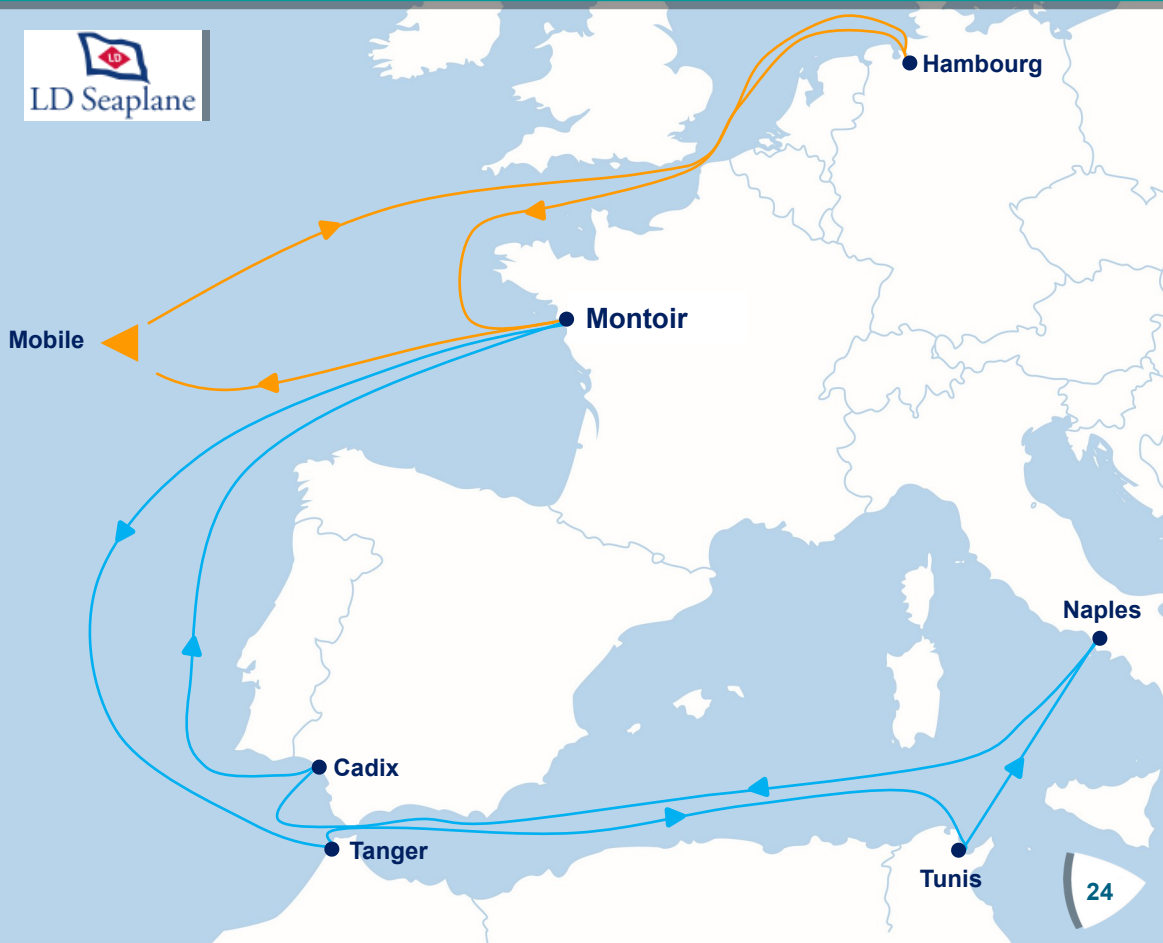 LD
LD Seaplane
Hambourg
Montoir
Mobile
Naples
Cadix
Tanger
Tunis
24